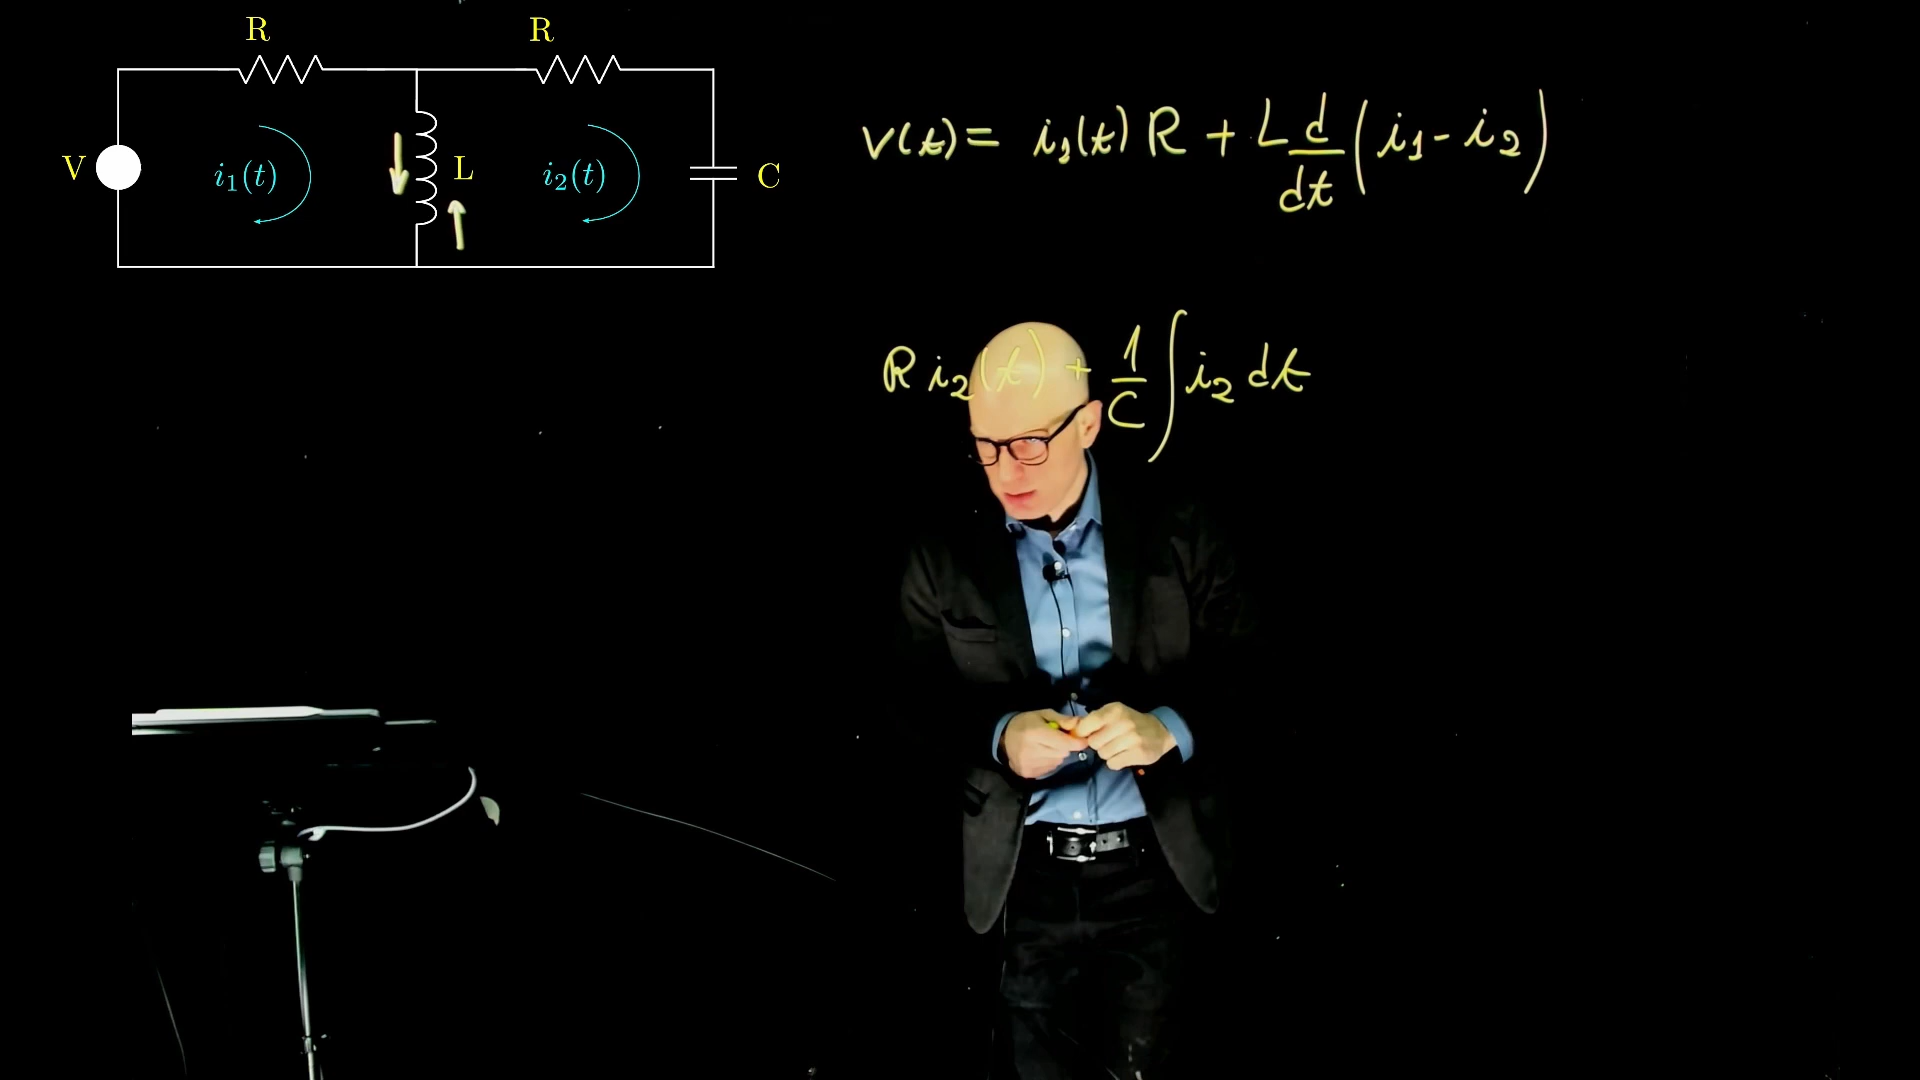 R R
V i₁(t) L i₂(t) C
v(t) = i₁(t) R + L d/dt (i₁ - i₂)
R i₂(t) + 1/C ∫ i₂ dt